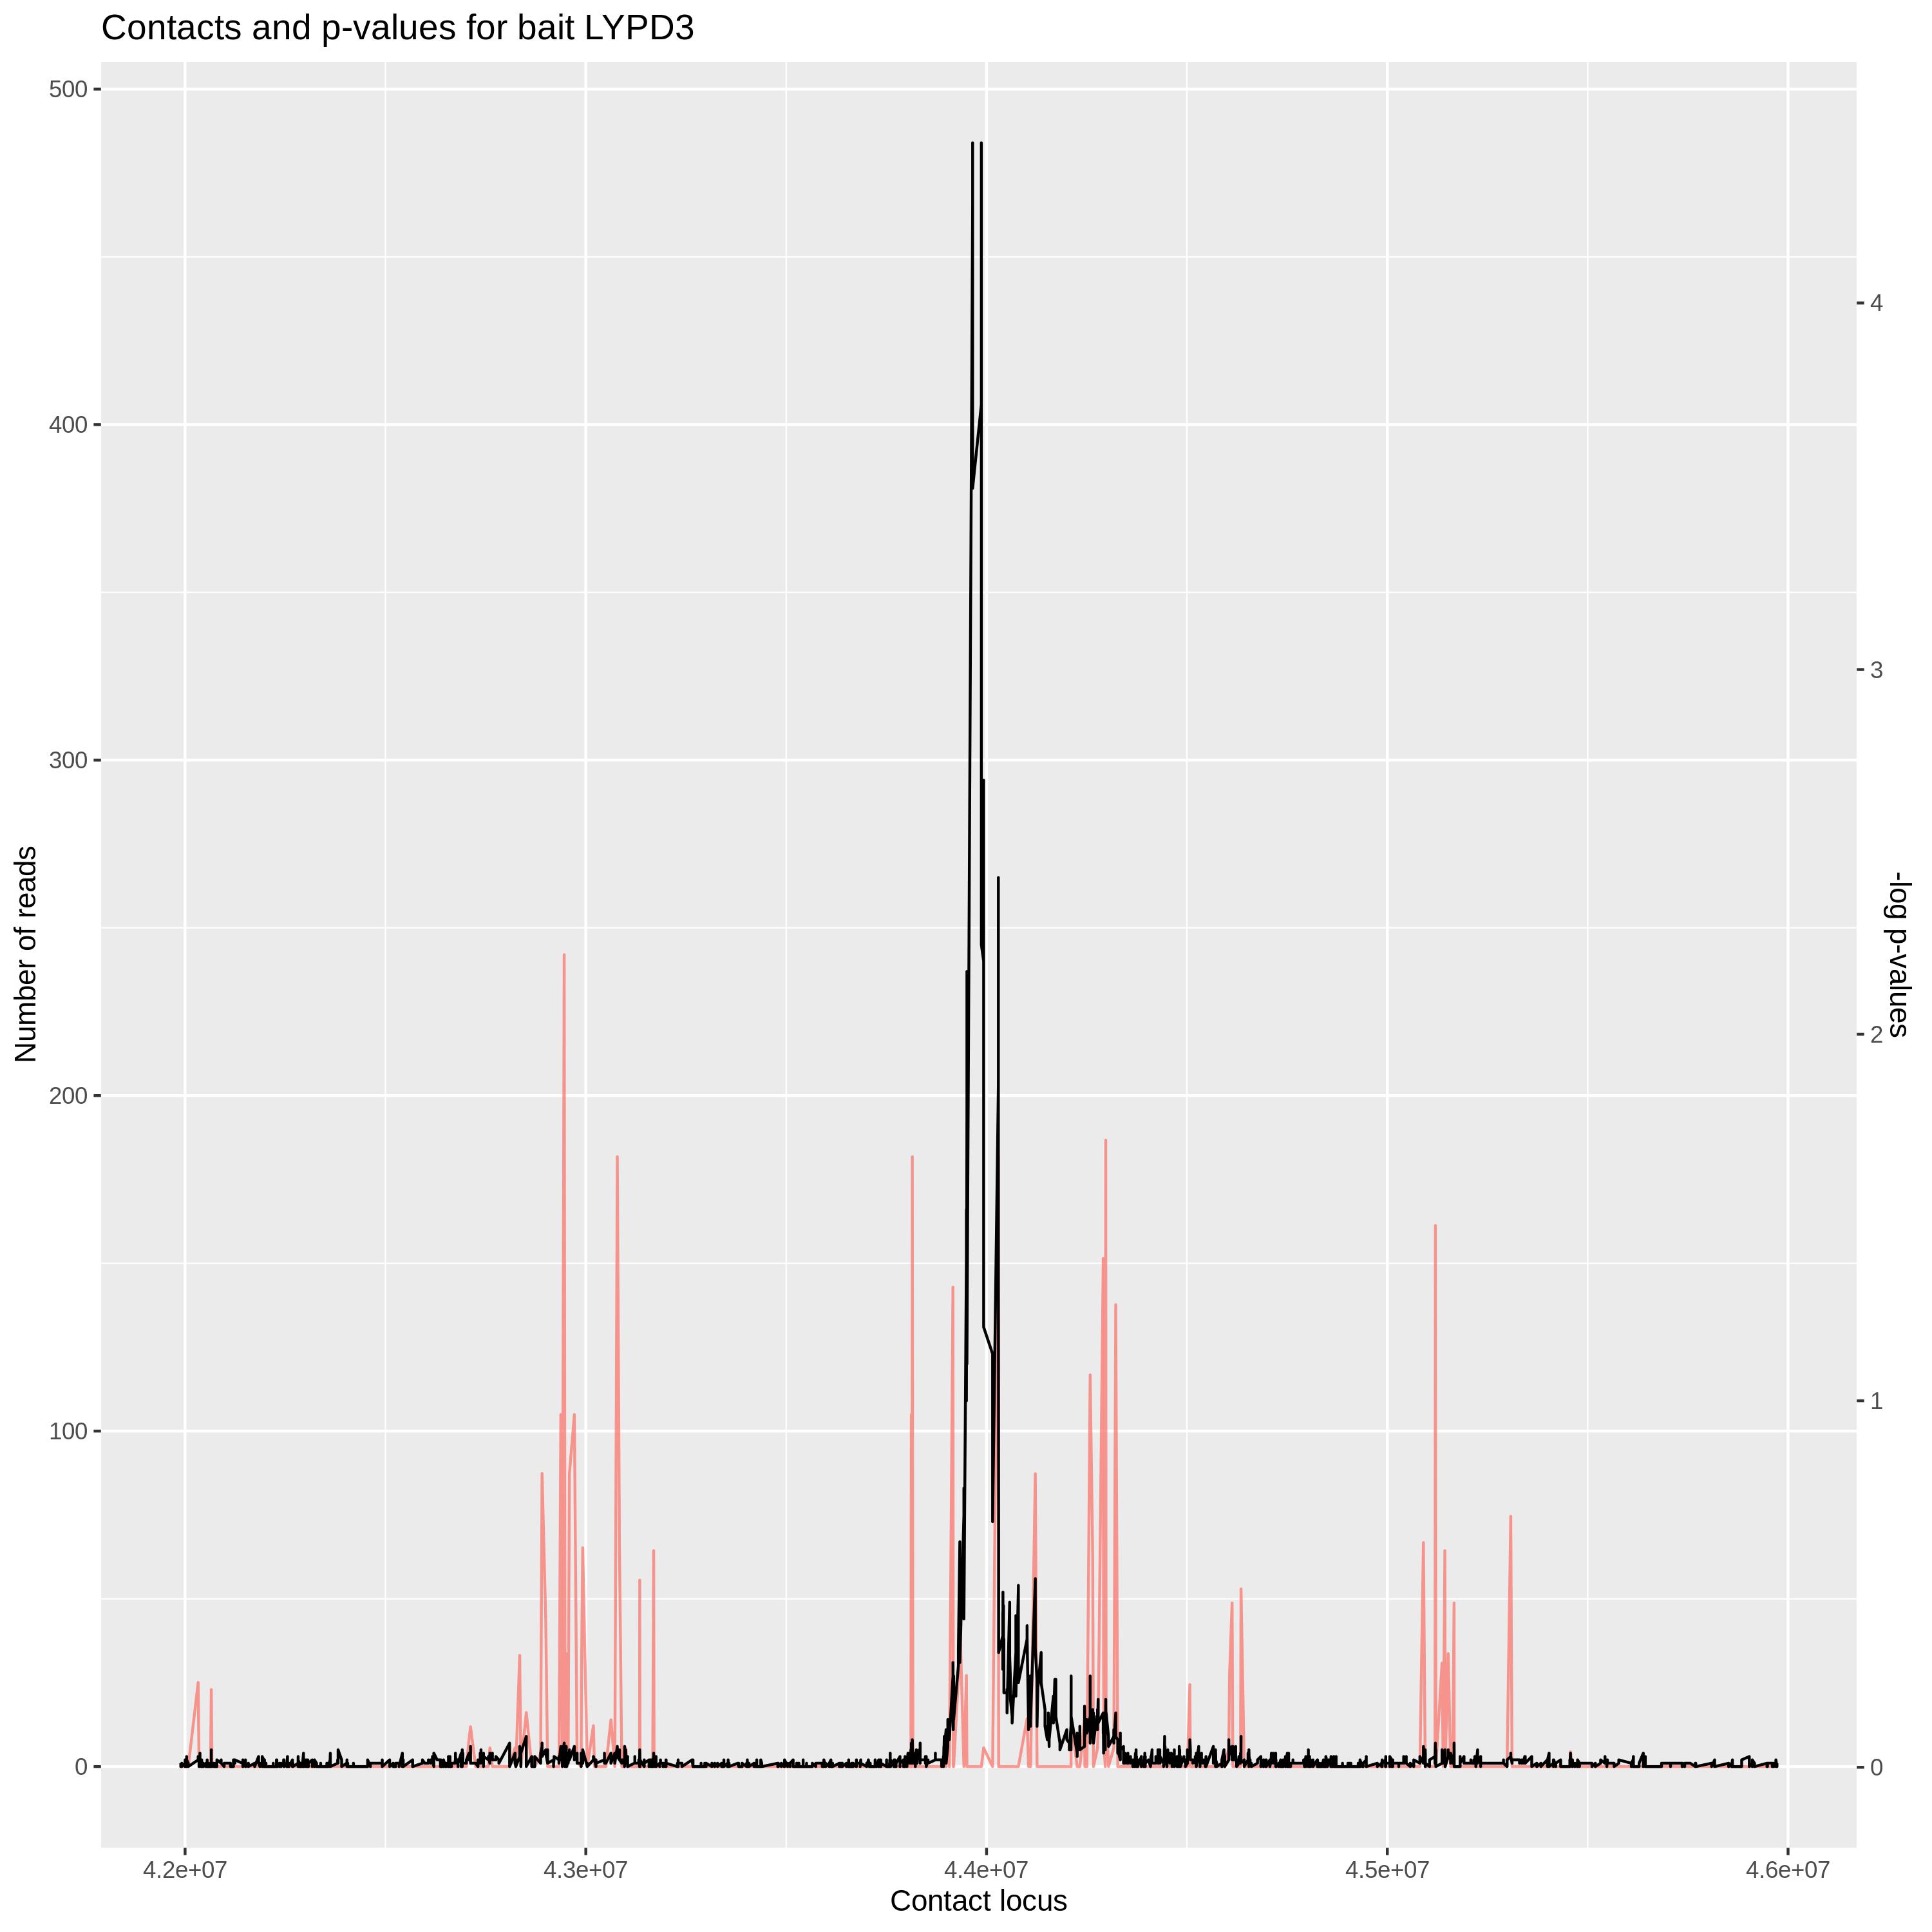 Contacts and p-values for bait LYPD3
500
400
300
200
100
0
Number of reads
4
3
2
1
0
-log p-values
4.2e+07 4.3e+07 4.4e+07 4.5e+07 4.6e+07
Contact locus